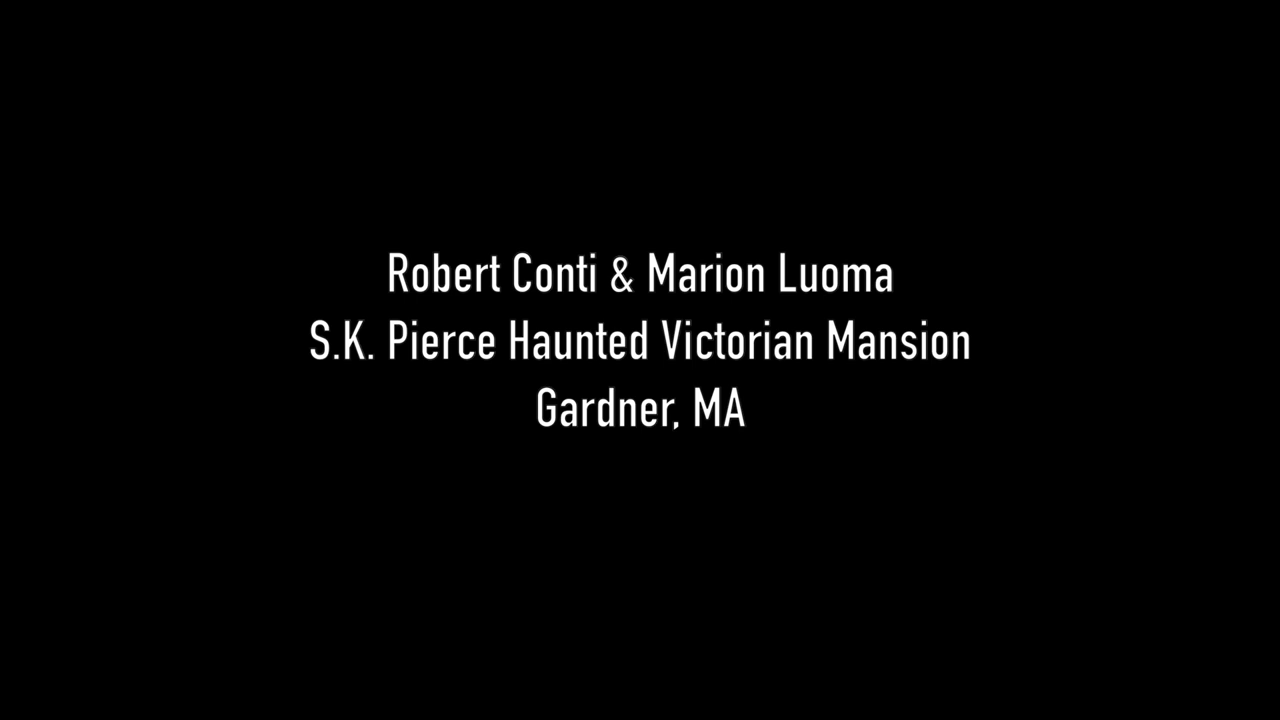 Robert Conti & Marion Luoma
S.K. Pierce Haunted Victorian Mansion
Gardner, MA